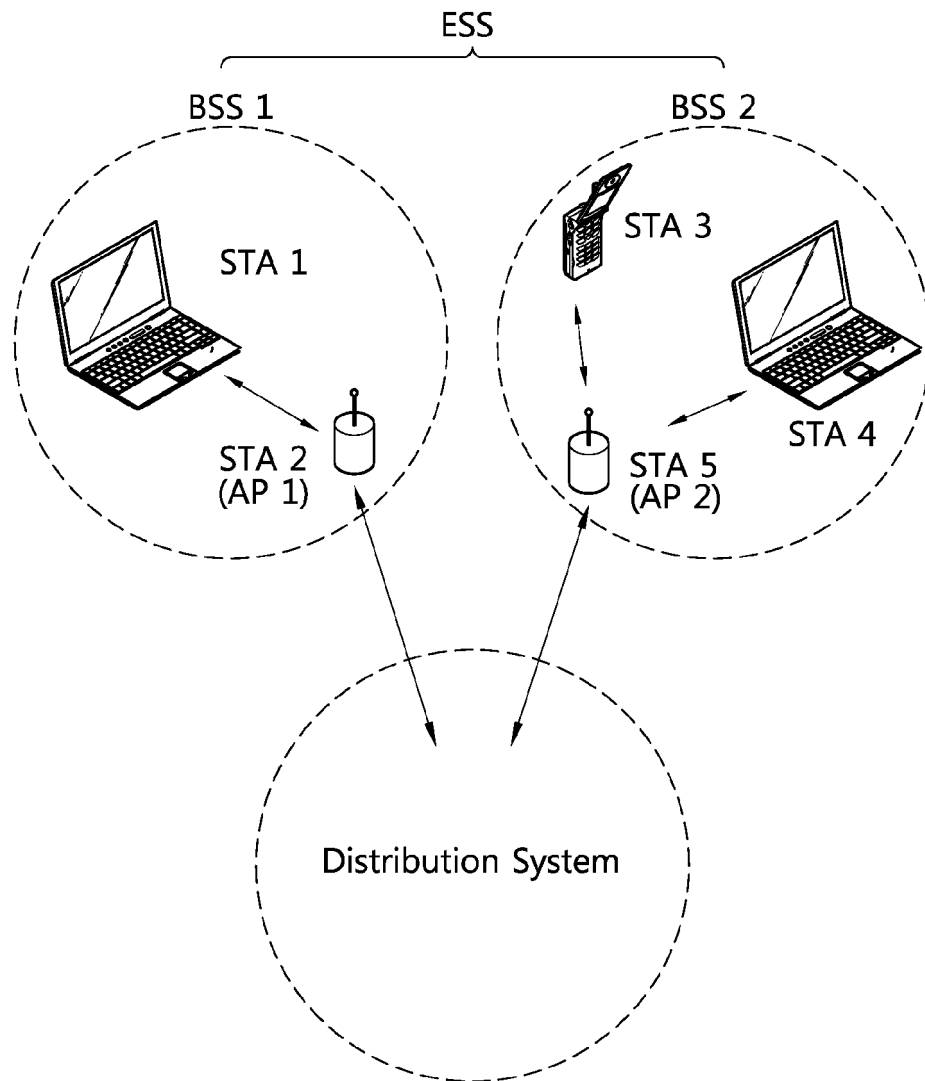 ESS
BSS 1
BSS 2
STA 1
STA 2
(AP 1)
STA 3
STA 4
STA 5
(AP 2)
Distribution System